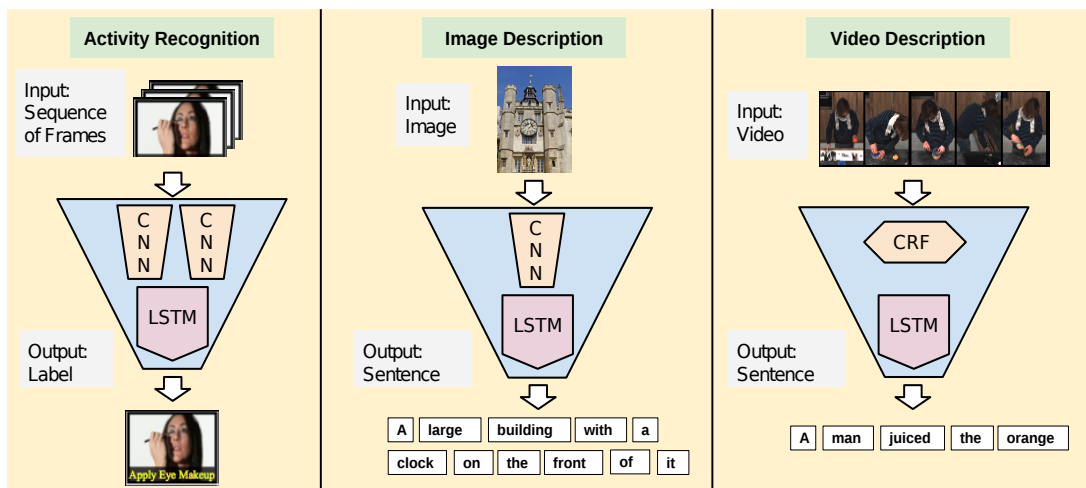 Activity Recognition
Input:
Sequence
of Frames
C
N
N
C
N
N
LSTM
Output:
Label
Apply Eye Makeup
Image Description
Input:
Image
C
N
N
LSTM
Output:
Sentence
A large building with a
clock on the front of it
Video Description
Input:
Video
CRF
LSTM
Output:
Sentence
A man juiced the orange